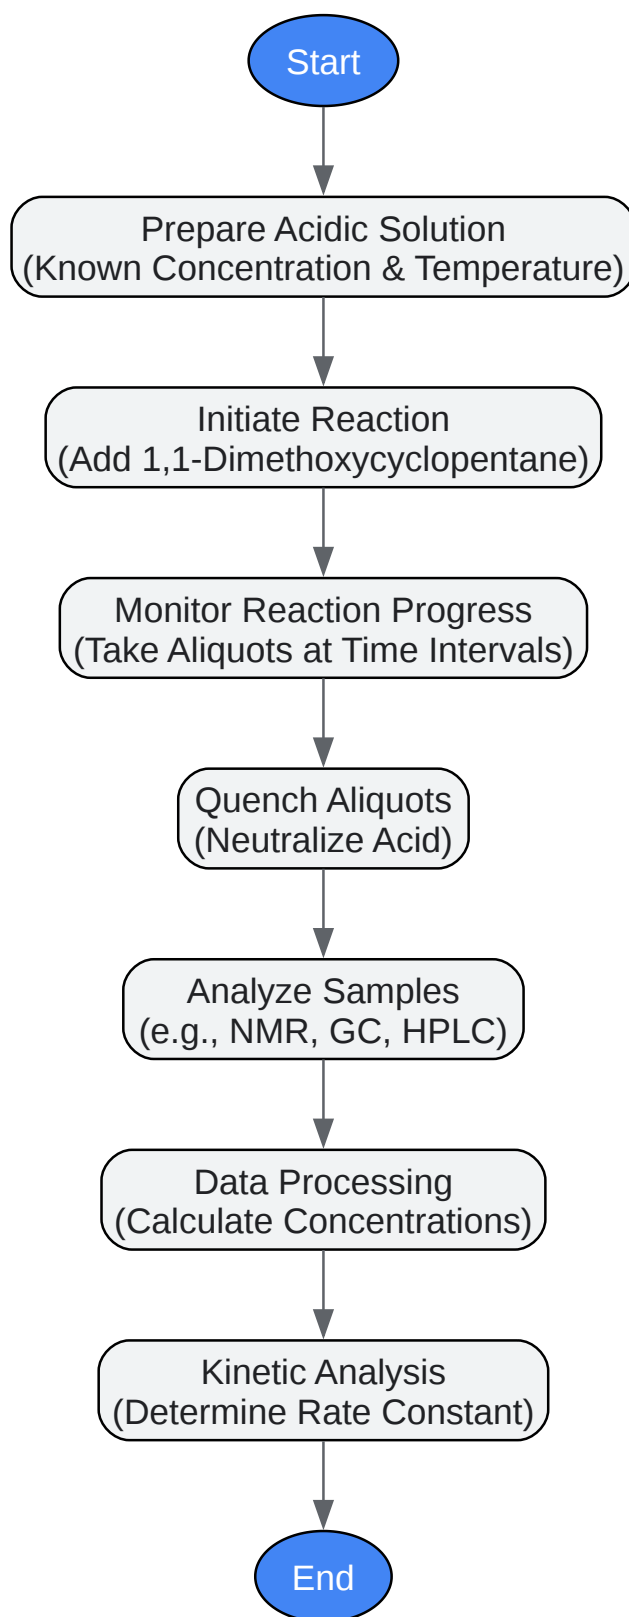 Start
Prepare Acidic Solution
(Known Concentration & Temperature)
Initiate Reaction
(Add 1,1-Dimethoxycyclopentane)
Monitor Reaction Progress
(Take Aliquots at Time Intervals)
Quench Aliquots
(Neutralize Acid)
Analyze Samples
(e.g., NMR, GC, HPLC)
Data Processing
(Calculate Concentrations)
Kinetic Analysis
(Determine Rate Constant)
End